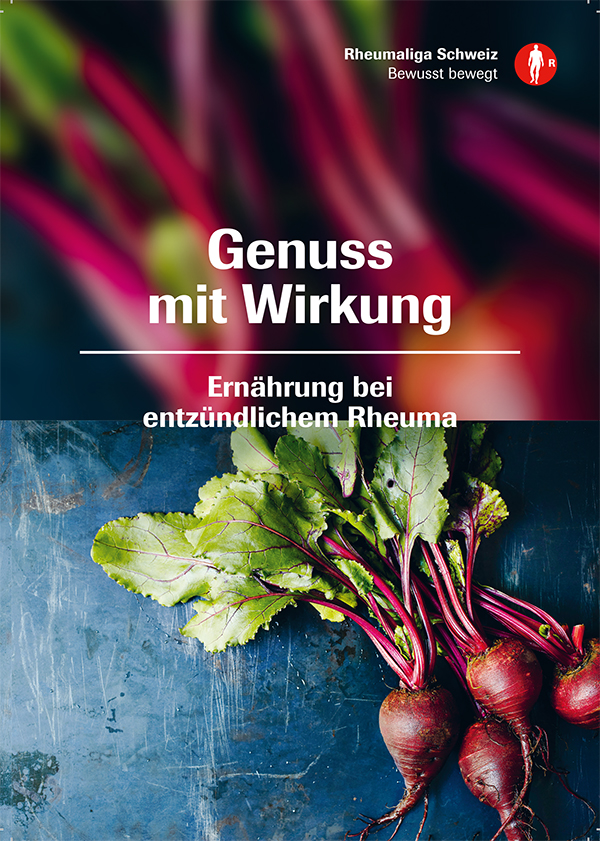 Rheumaliga Schweiz
Bewusst bewegt
R
Genuss
mit Wirkung
Ernährung bei
entzündlichem Rheuma